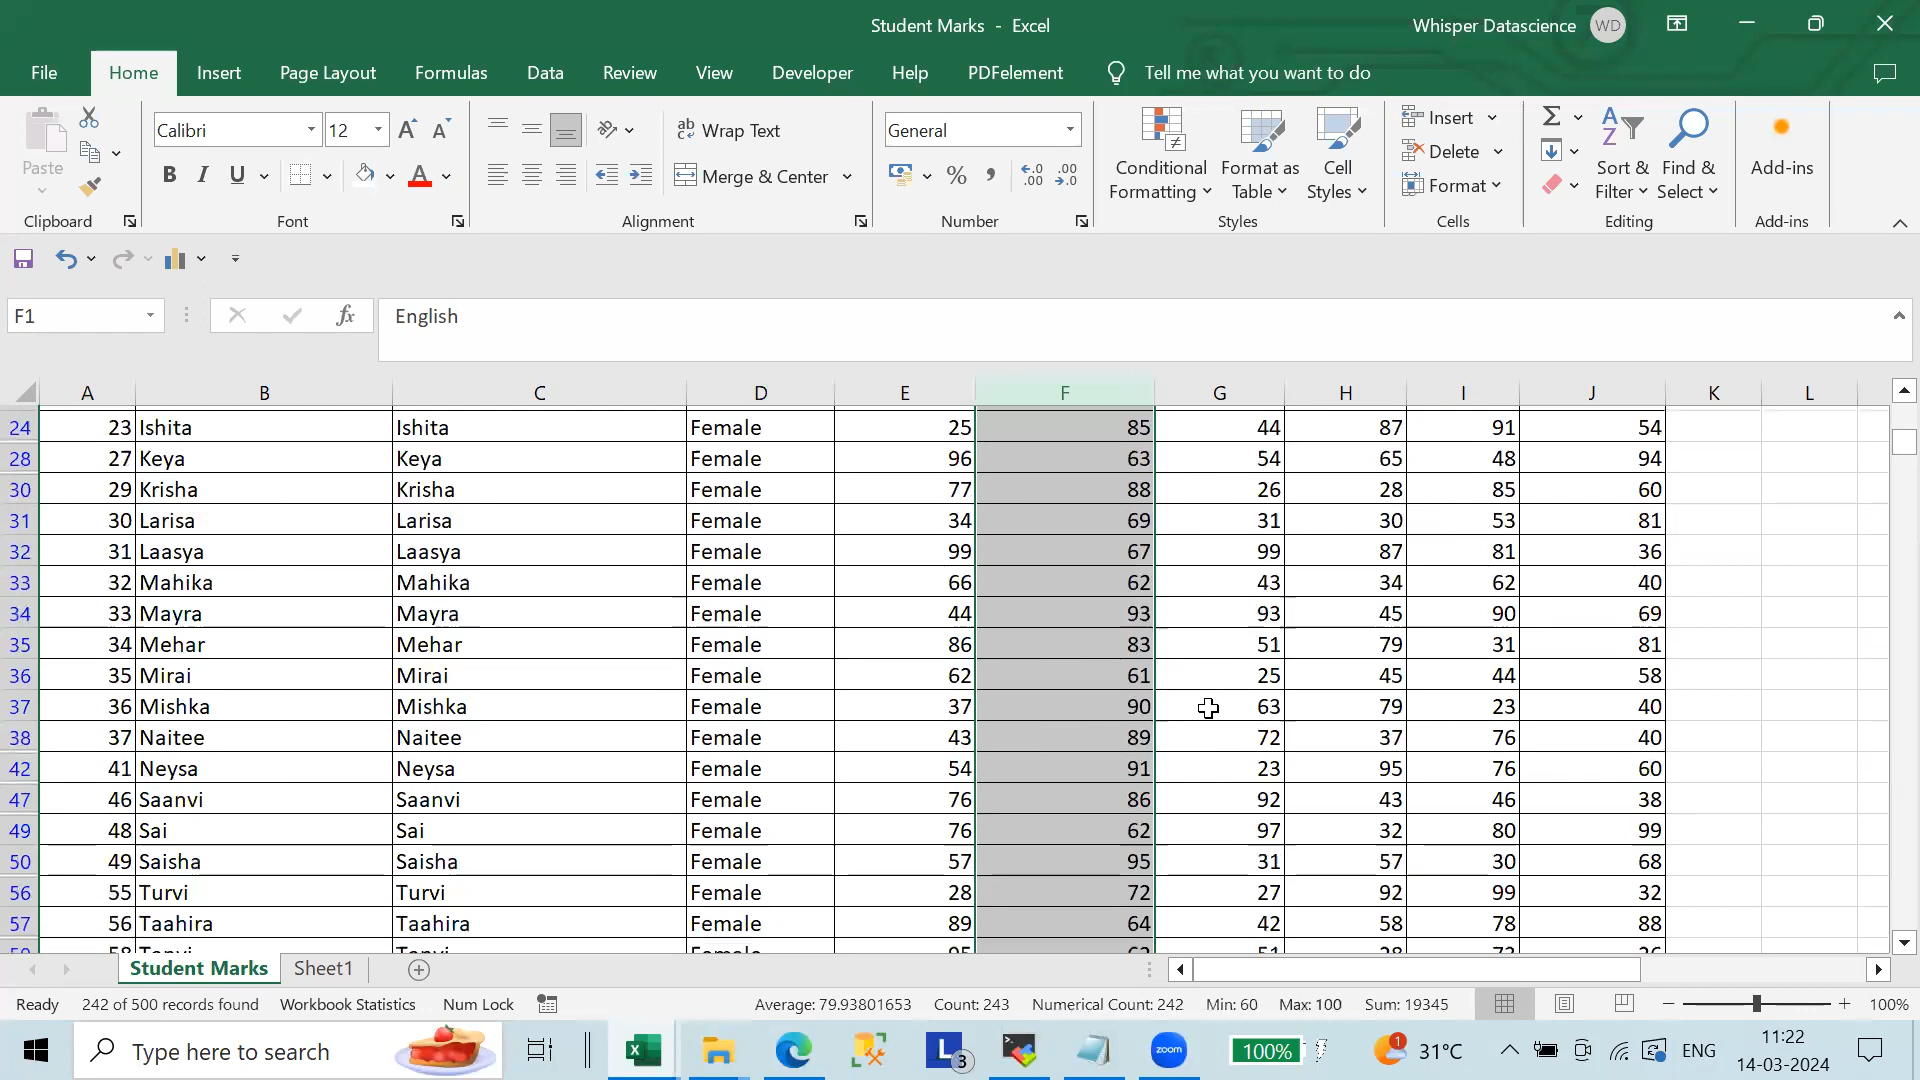 Student Marks - Excel
Whisper Datascience WD
File Home Insert Page Layout Formulas Data Review View Developer Help PDFelement Tell me what you want to do
Paste
Calibri 12
B I U A
ab Wrap Text
Merge & Center
General
% , .00 .00
Conditional Formatting
Format as Table
Cell Styles
Insert
Delete
Format
Sort & Filter
Find & Select
Add-ins
Clipboard Font Alignment Number Styles Cells Editing Add-ins
F1 fx English
A B C D E F G H I J K L
24 23 Ishita Ishita Female 25 85 44 87 91 54
28 27 Keya Keya Female 96 63 54 65 48 94
30 29 Krisha Krisha Female 77 88 26 28 85 60
31 30 Larisa Larisa Female 34 69 31 30 53 81
32 31 Laasya Laasya Female 99 67 99 87 81 36
33 32 Mahika Mahika Female 66 62 43 34 62 40
34 33 Mayra Mayra Female 44 93 93 45 90 69
35 34 Mehar Mehar Female 86 83 51 79 31 81
36 35 Mirai Mirai Female 62 61 25 45 44 58
37 36 Mishka Mishka Female 37 90 63 79 23 40
38 37 Naitee Naitee Female 43 89 72 37 76 40
42 41 Neysa Neysa Female 54 91 23 95 76 60
47 46 Saanvi Saanvi Female 76 86 92 43 46 38
49 48 Sai Sai Female 76 62 97 32 80 99
50 49 Saisha Saisha Female 57 95 31 57 30 68
56 55 Turvi Turvi Female 28 72 27 92 99 32
57 56 Taahira Taahira Female 89 64 42 58 78 88
Student Marks Sheet1
Ready 242 of 500 records found Workbook Statistics Num Lock Average: 79.93801653 Count: 243 Numerical Count: 242 Min: 60 Max: 100 Sum: 19345 100%
Type here to search
L 3
zoom
100%
1 31°C
ENG
11:22
14-03-2024